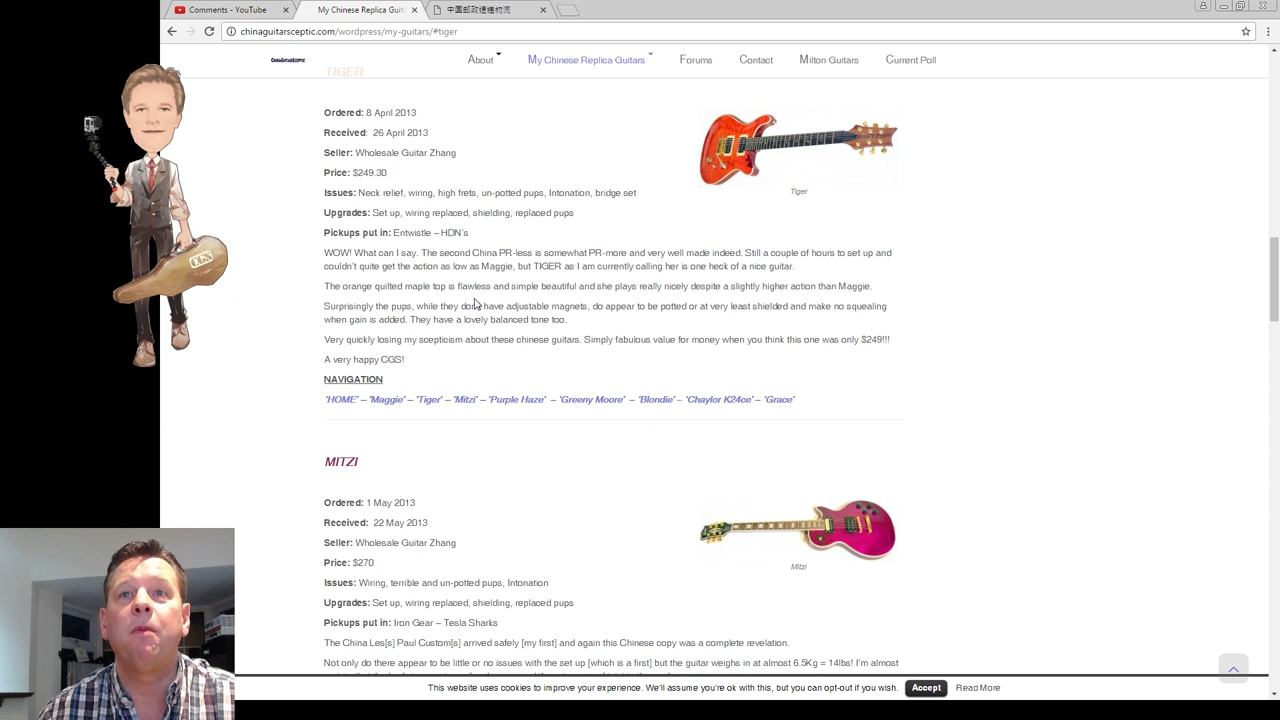 Comments - YouTube
My Chinese Replica Guita
中国邮政速递物流
chinaguitarsceptic.com/wordpress/my-guitars/#tiger
CHINAGUITARSCEPTIC
About
My Chinese Replica Guitars
Forums
Contact
Milton Guitars
Current Poll
TIGER
Ordered: 8 April 2013
Received: 26 April 2013
Seller: Wholesale Guitar Zhang
Price: $249.30
Issues: Neck relief, wiring, high frets, un-potted pups, Intonation, bridge set
Upgrades: Set up, wiring replaced, shielding, replaced pups
Pickups put in: Entwistle – HDN's
Tiger
WOW! What can I say. The second China PR-less is somewhat PR-more and very well made indeed. Still a couple of hours to set up and
couldn't quite get the action as low as Maggie, but TIGER as I am currently calling her is one heck of a nice guitar.
The orange quilted maple top is flawless and simple beautiful and she plays really nicely despite a slightly higher action than Maggie.
Surprisingly the pups, while they don't have adjustable magnets, do appear to be potted or at very least shielded and make no squealing
when gain is added. They have a lovely balanced tone too.
Very quickly losing my scepticism about these chinese guitars. Simply fabulous value for money when you think this one was only $249!!!
A very happy CGS!
NAVIGATION
'HOME' – 'Maggie' – 'Tiger' – 'Mitzi' – 'Purple Haze' – 'Greeny Moore' – 'Blondie' – 'Chaylor K24ce' – 'Grace'
MITZI
Ordered: 1 May 2013
Received: 22 May 2013
Seller: Wholesale Guitar Zhang
Price: $270
Issues: Wiring, terrible and un-potted pups, Intonation
Upgrades: Set up, wiring replaced, shielding, replaced pups
Pickups put in: Iron Gear – Tesla Sharks
Mitzi
The China Les[s] Paul Custom[s] arrived safely [my first] and again this Chinese copy was a complete revelation.
Not only do there appear to be little or no issues with the set up [which is a first] but the guitar weighs in at almost 6.5Kg = 14lbs! I'm almost
This website uses cookies to improve your experience. We'll assume you're ok with this, but you can opt-out if you wish.
Accept
Read More
CGS